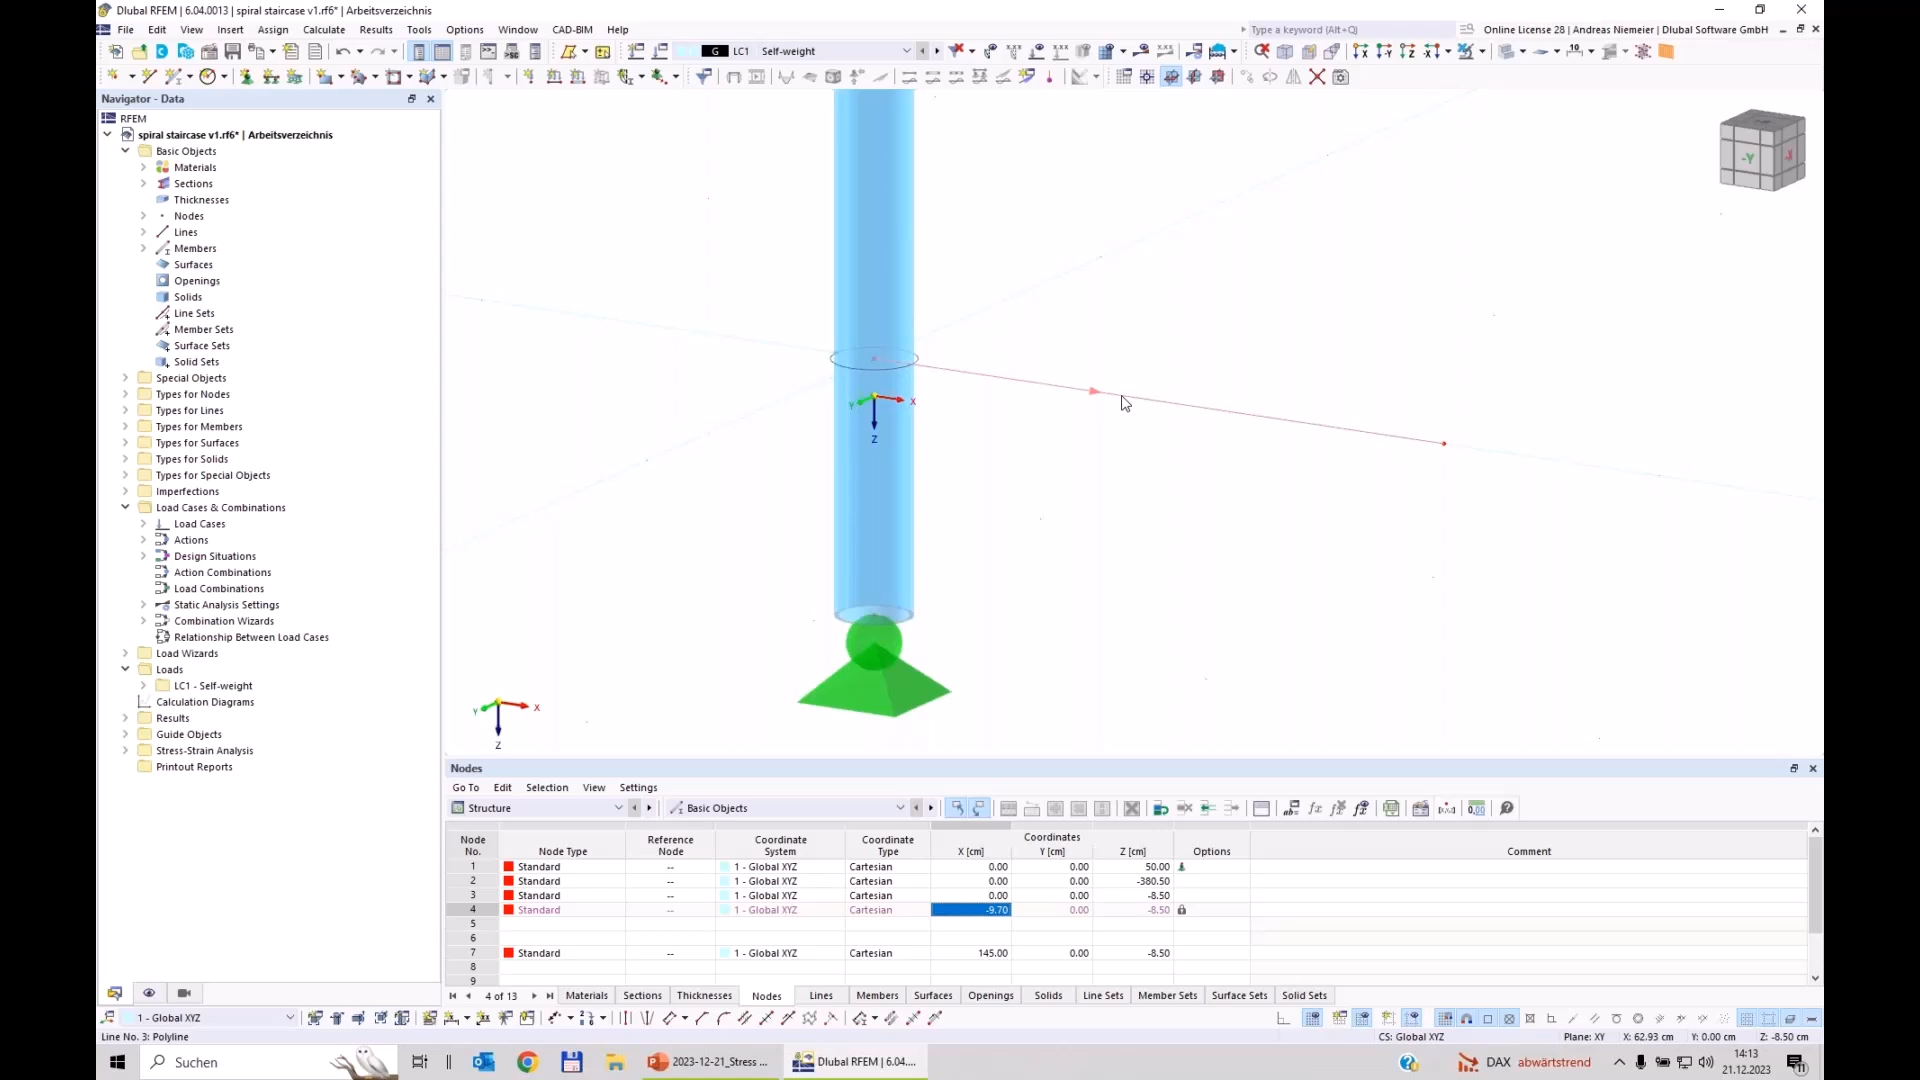 Dlubal RFEM | 6.04.0013 | spiral staircase v1.rf6* | Arbeitsverzeichnis
File Edit View Insert Assign Calculate Results Tools Options Window CAD-BIM Help
Type a keyword (Alt+Q)
Online License 28 | Andreas Niemeier | Dlubal Software GmbH
G LC1 Self-weight
Navigator - Data
RFEM
spiral staircase v1.rf6* | Arbeitsverzeichnis
Basic Objects
Materials
Sections
Thicknesses
Nodes
Lines
Members
Surfaces
Openings
Solids
Line Sets
Member Sets
Surface Sets
Solid Sets
Special Objects
Types for Nodes
Types for Lines
Types for Members
Types for Surfaces
Types for Solids
Types for Special Objects
Imperfections
Load Cases & Combinations
Load Cases
Actions
Design Situations
Action Combinations
Load Combinations
Static Analysis Settings
Combination Wizards
Relationship Between Load Cases
Load Wizards
Loads
LC1 - Self-weight
Calculation Diagrams
Results
Guide Objects
Stress-Strain Analysis
Printout Reports
-Y -X
Y X
Z
Y X
Z
Nodes
Go To Edit Selection View Settings
Structure
Basic Objects
Node Reference Coordinate Coordinate Coordinates
No. Node Type Node System Type X [cm] Y [cm] Z [cm] Options Comment
1 Standard -- 1 - Global XYZ Cartesian 0.00 0.00 50.00
2 Standard -- 1 - Global XYZ Cartesian 0.00 0.00 -380.50
3 Standard -- 1 - Global XYZ Cartesian 0.00 0.00 -8.50
4 Standard -- 1 - Global XYZ Cartesian -9.70 0.00 -8.50
5
6
7 Standard -- 1 - Global XYZ Cartesian 145.00 0.00 -8.50
8
9
4 of 13 Materials Sections Thicknesses Nodes Lines Members Surfaces Openings Solids Line Sets Member Sets Surface Sets Solid Sets
1 - Global XYZ
Line No. 3: Polyline
CS: Global XYZ Plane: XY X: 62.93 cm Y: 0.00 cm Z: -8.50 cm
Suchen
2023-12-21_Stress ...
Dlubal RFEM | 6.04....
DAX abwärtstrend
14:13
21.12.2023